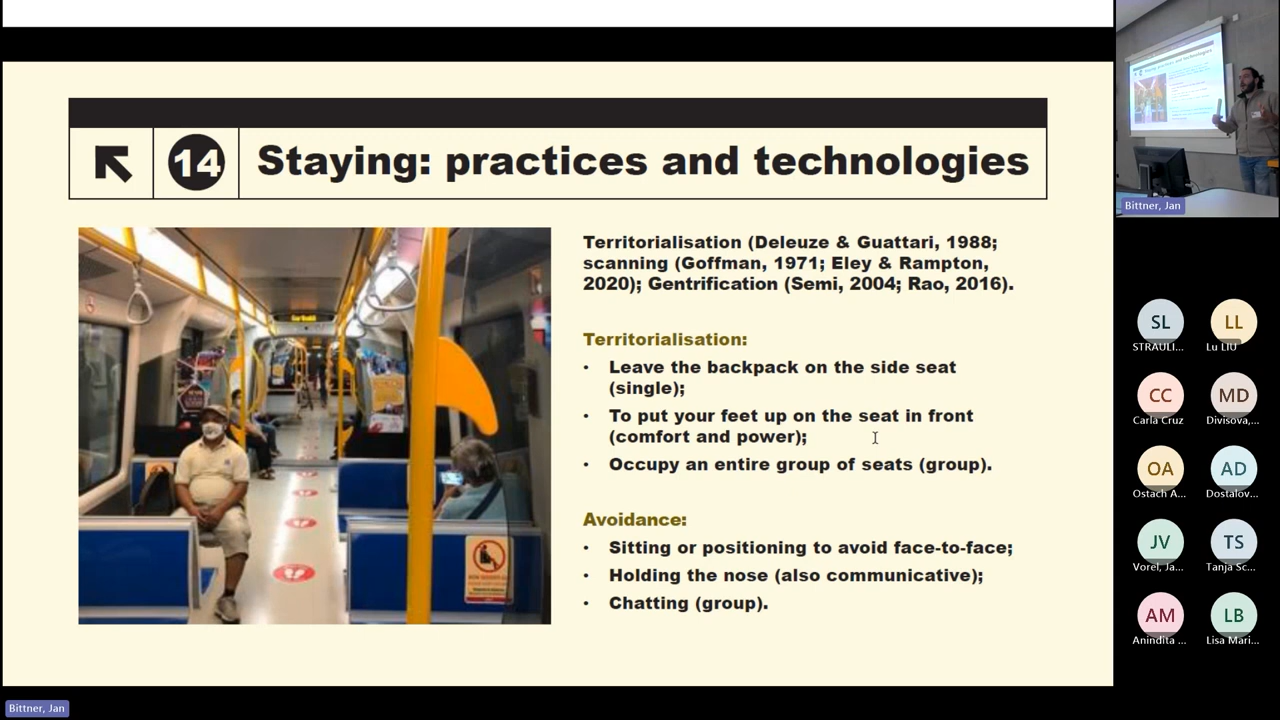 14
Staying: practices and technologies
Territorialisation (Deleuze & Guattari, 1988;
scanning (Goffman, 1971; Eley & Rampton,
2020); Gentrification (Semi, 2004; Rao, 2016).
Territorialisation:
• Leave the backpack on the side seat
(single);
• To put your feet up on the seat in front
(comfort and power);
• Occupy an entire group of seats (group).
Avoidance:
• Sitting or positioning to avoid face-to-face;
• Holding the nose (also communicative);
• Chatting (group).
Bittner, Jan
SL
STRAULI...
LL
Lu LIU
CC
Carla Cruz
MD
Divisova,...
OA
Ostach A...
AD
Dostalov...
JV
Vorel, Ja...
TS
Tanja Sc...
AM
Anindita ...
LB
Lisa Mari...
Bittner, Jan